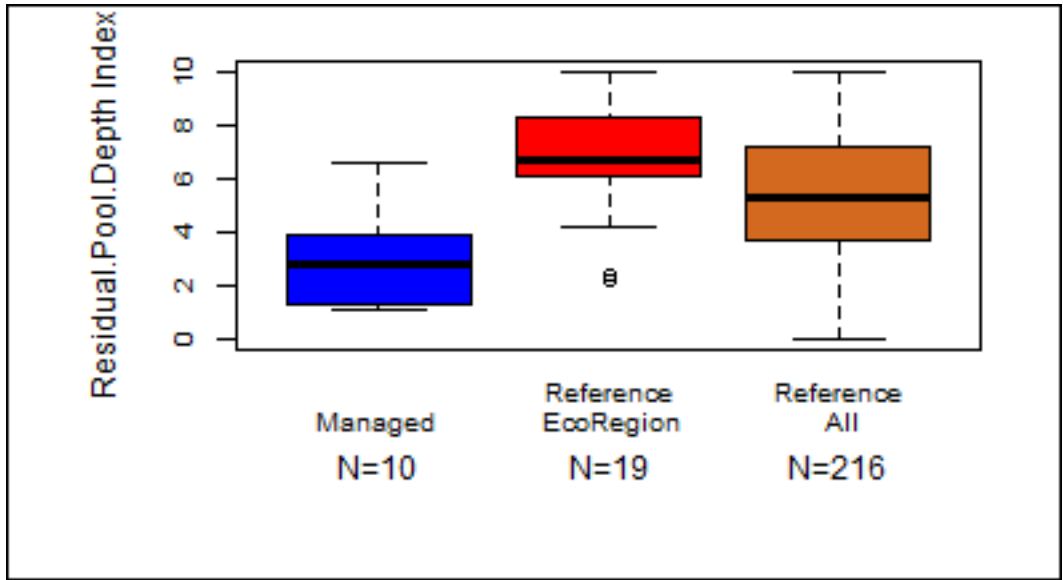 Residual.Pool.Depth Index
10
8
6
4
2
0
Managed
Reference
EcoRegion
Reference
All
N=10
N=19
N=216